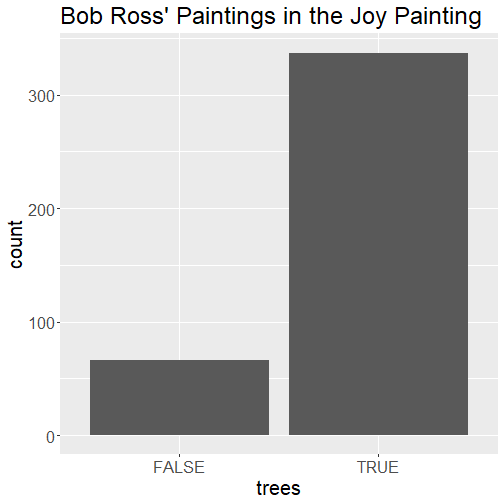 Bob Ross' Paintings in the Joy Painting
300
200
100
0
count
FALSE TRUE
trees